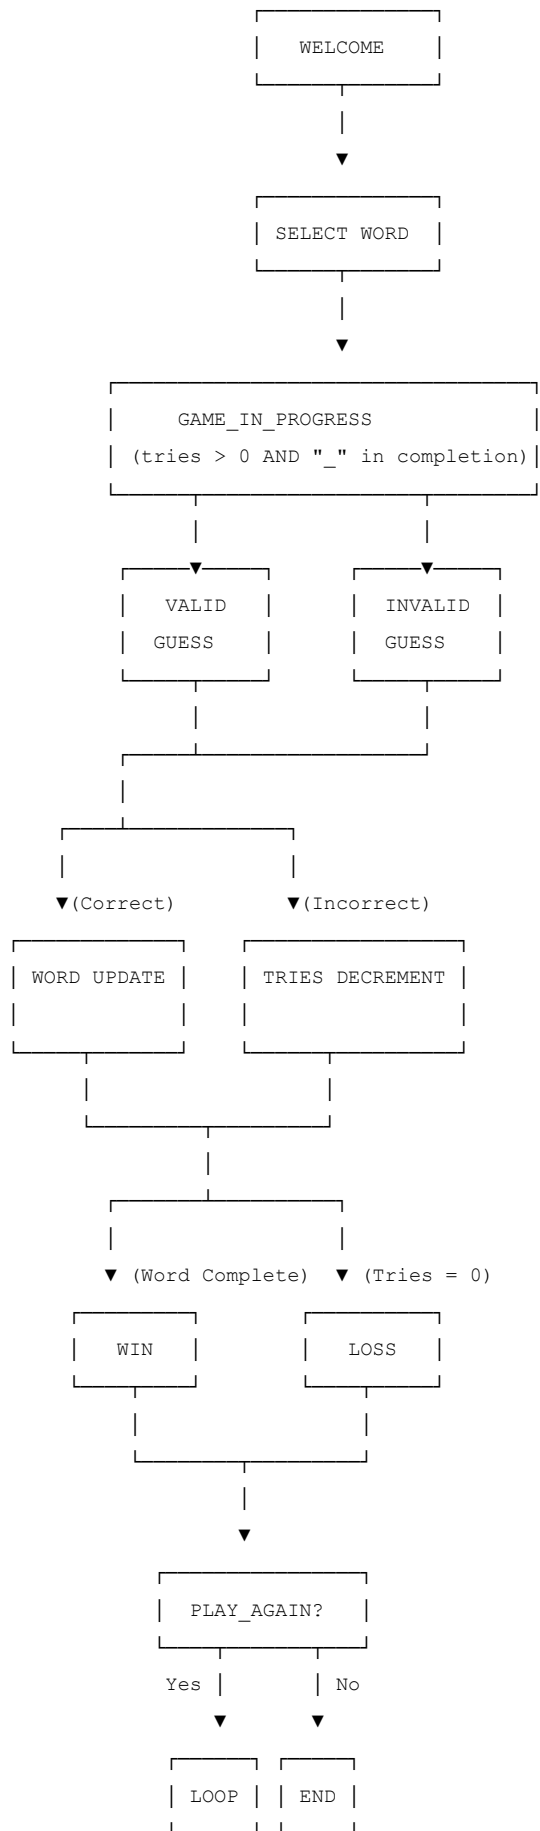 WELCOME
SELECT WORD
GAME_IN_PROGRESS
(tries > 0 AND "_" in completion)
VALID INVALID
GUESS GUESS
(Correct) (Incorrect)
WORD UPDATE TRIES DECREMENT
(Word Complete) (Tries = 0)
WIN LOSS
PLAY_AGAIN?
Yes No
LOOP END